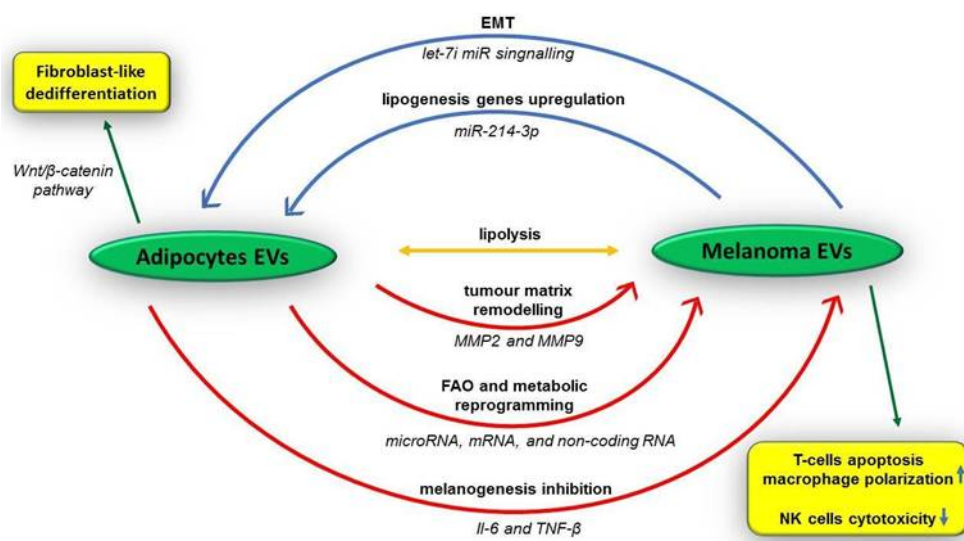 EMT
let-7i miR singnalling
Fibroblast-like
dedifferentiation
lipogenesis genes upregulation
miR-214-3p
Wnt/β-catenin
pathway
Adipocytes EVs
lipolysis
Melanoma EVs
tumour matrix
remodelling
MMP2 and MMP9
FAO and metabolic
reprogramming
microRNA, mRNA, and non-coding RNA
melanogenesis inhibition
Il-6 and TNF-β
T-cells apoptosis
macrophage polarization ↑
NK cells cytotoxicity ↓